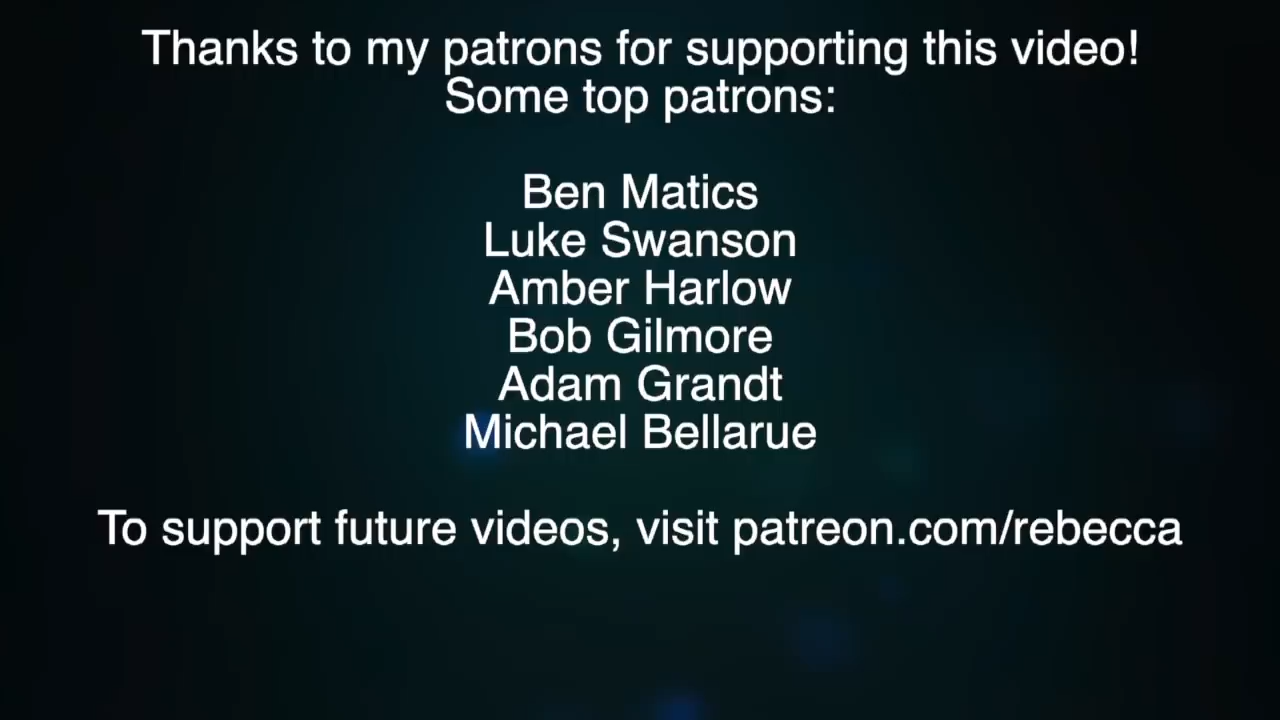 Thanks to my patrons for supporting this video!
Some top patrons:
Ben Matics
Luke Swanson
Amber Harlow
Bob Gilmore
Adam Grandt
Michael Bellarue
To support future videos, visit patreon.com/rebecca